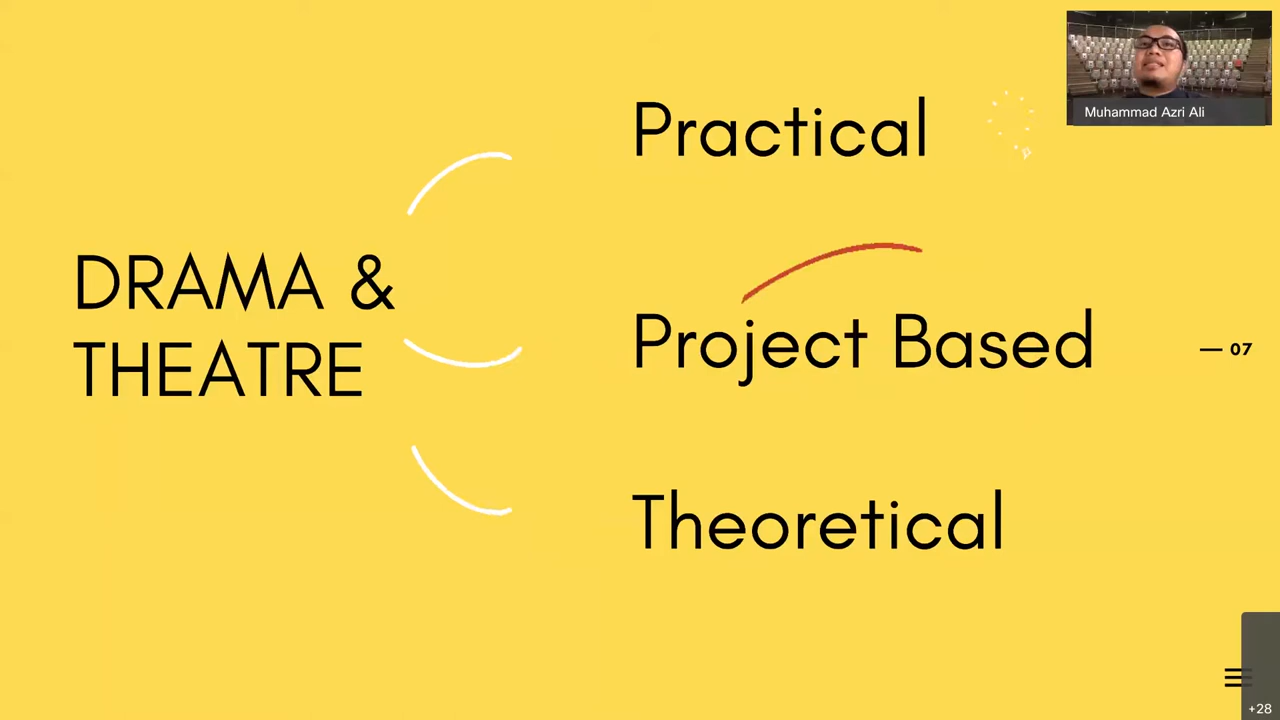 DRAMA &
THEATRE
Practical
Project Based
Theoretical
Muhammad Azri Ali
— 07
+28